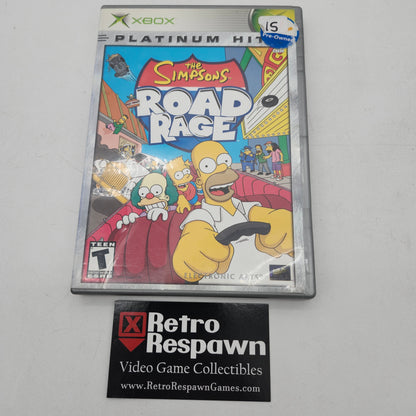 XBOX
PLATINUM HIT
15
Pre-Owned
THE
SIMPSONS
ROAD
RAGE
TEEN
T
ELECTRONIC ARTS
Retro
Respawn
Video Game Collectibles
www.RetroRespawnGames.com